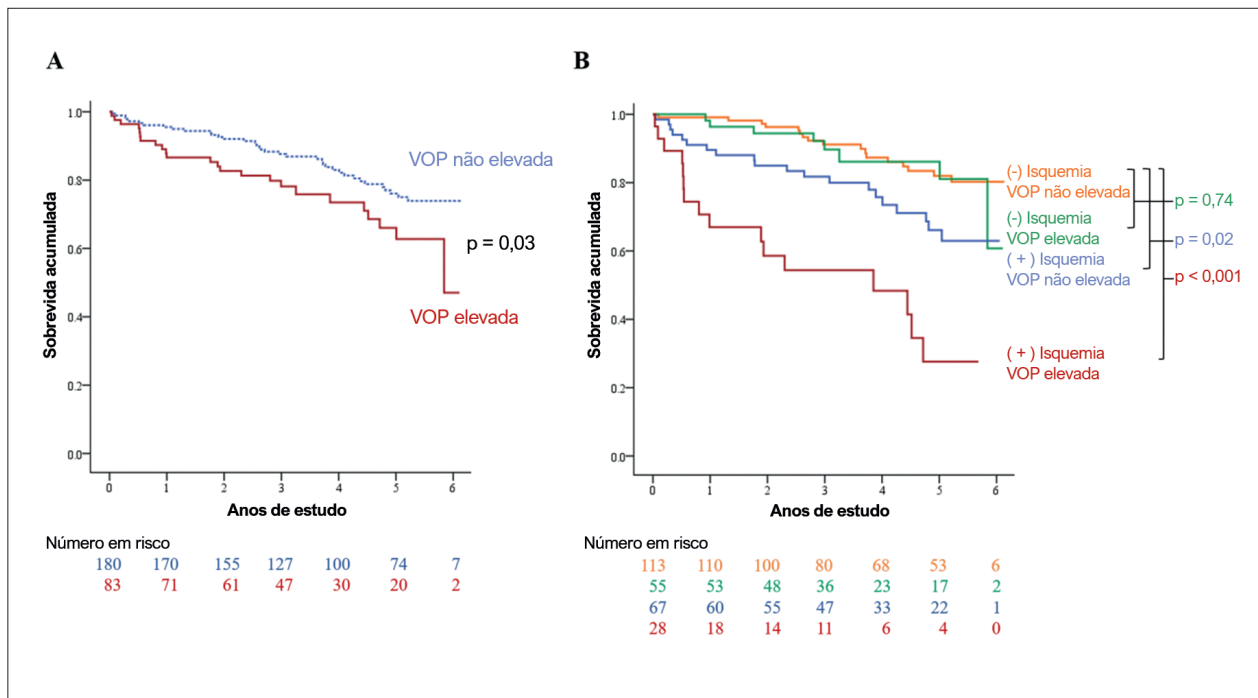 A
Sobrevida acumulada
1.0
0.8
0.6
0.4
0.2
0.0
VOP não elevada
p = 0,03
VOP elevada
0 1 2 3 4 5 6
Anos de estudo
Número em risco
180 170 155 127 100 74 7
83 71 61 47 30 20 2
B
Sobrevida acumulada
1.0
0.8
0.6
0.4
0.2
0.0
(-) Isquemia
VOP não elevada
(-) Isquemia
VOP elevada
( + ) Isquemia
VOP não elevada
( + ) Isquemia
VOP elevada
p = 0,74
p = 0,02
p < 0,001
0 1 2 3 4 5 6
Anos de estudo
Número em risco
113 110 100 80 68 53 6
55 53 48 36 23 17 2
67 60 55 47 33 22 1
28 18 14 11 6 4 0